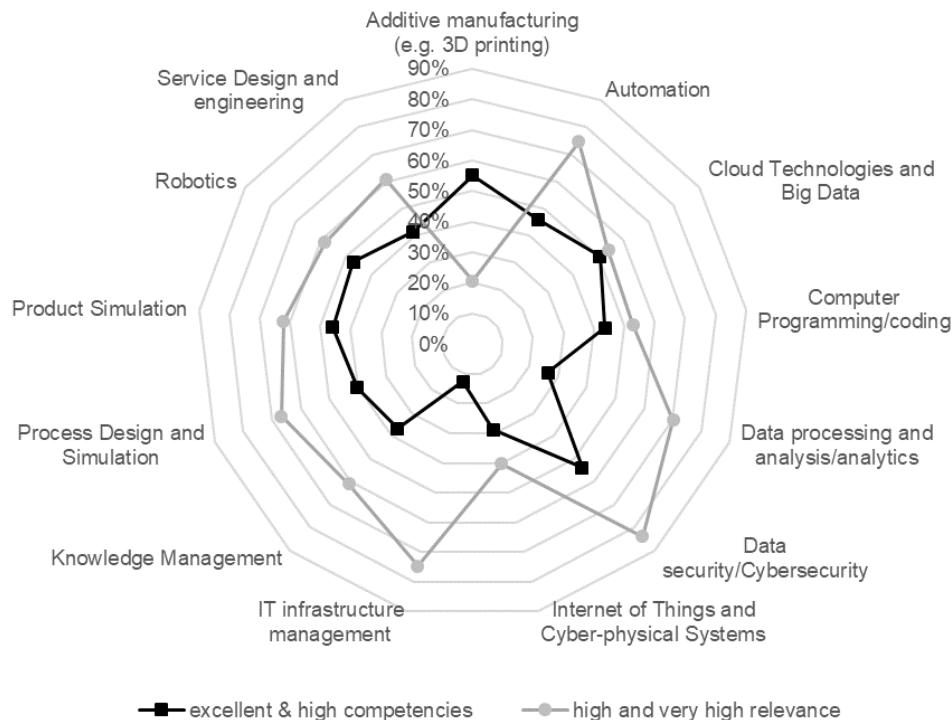 Additive manufacturing
(e.g. 3D printing)
90%
80%
70%
60%
50%
40%
30%
20%
10%
0%
Automation
Cloud Technologies and
Big Data
Computer
Programming/coding
Data processing and
analysis/analytics
Data
security/Cybersecurity
Internet of Things and
Cyber-physical Systems
IT infrastructure
management
Knowledge Management
Process Design and
Simulation
Product Simulation
Robotics
Service Design and
engineering
excellent & high competencies
high and very high relevance